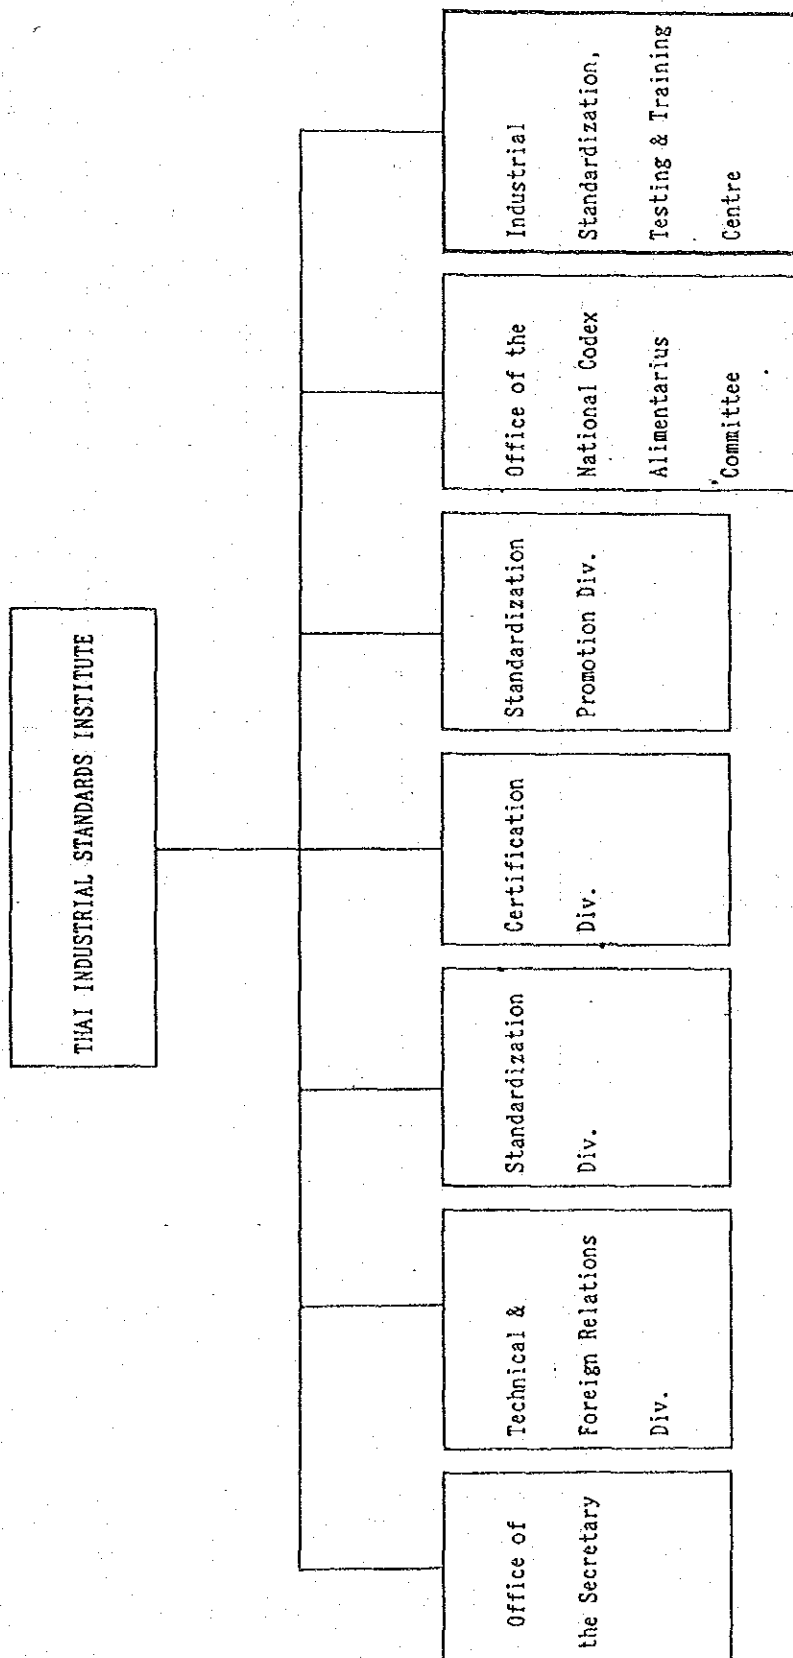 THAI INDUSTRIAL STANDARDS INSTITUTE
Office of
the Secretary
Technical &
Foreign Relations
Div.
Standardization
Div.
Certification
Div.
Standardization
Promotion Div.
Office of the
National Codex
Alimentarius
Committee
Industrial
Standardization,
Testing & Training
Centre